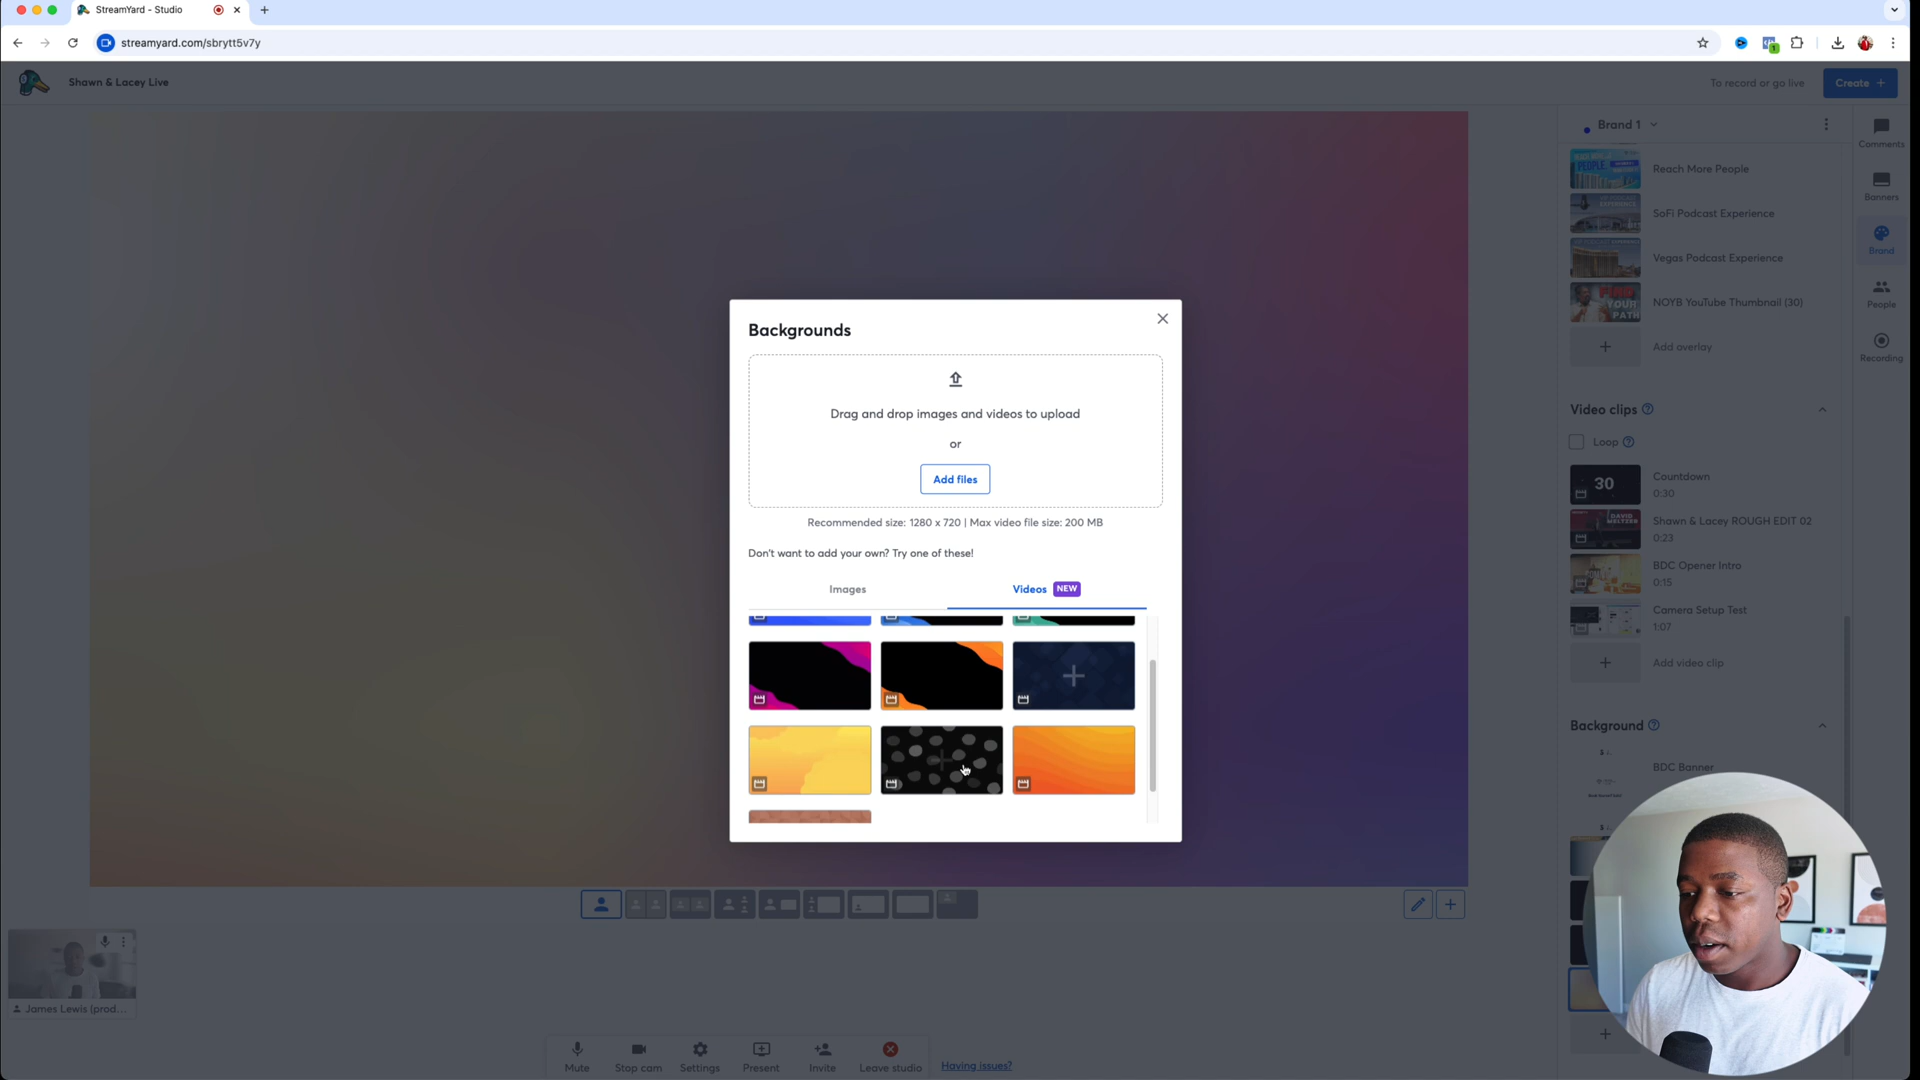 StreamYard - Studio
streamyard.com/sbrytt5v7y
1
Shawn & Lacey Live
To record or go live
Create +
Brand 1
Comments
Reach More People
Banners
SoFi Podcast Experience
Brand
Vegas Podcast Experience
People
YOUR
PATH
NOYB YouTube Thumbnail (30)
Recording
Add overlay
Video clips
Loop
30
Countdown
0:30
DAVID
MELTZER
Shawn & Lacey ROUGH EDIT 02
0:23
BDC Opener Intro
0:15
Camera Setup Test
1:07
Add video clip
Background
BDC Banner
Backgrounds
Drag and drop images and videos to upload
or
Add files
Recommended size: 1280 x 720 | Max video file size: 200 MB
Don't want to add your own? Try one of these!
Images
Videos NEW
James Lewis (prod...
Mute
Stop cam
Settings
Present
Invite
Leave studio
Having issues?